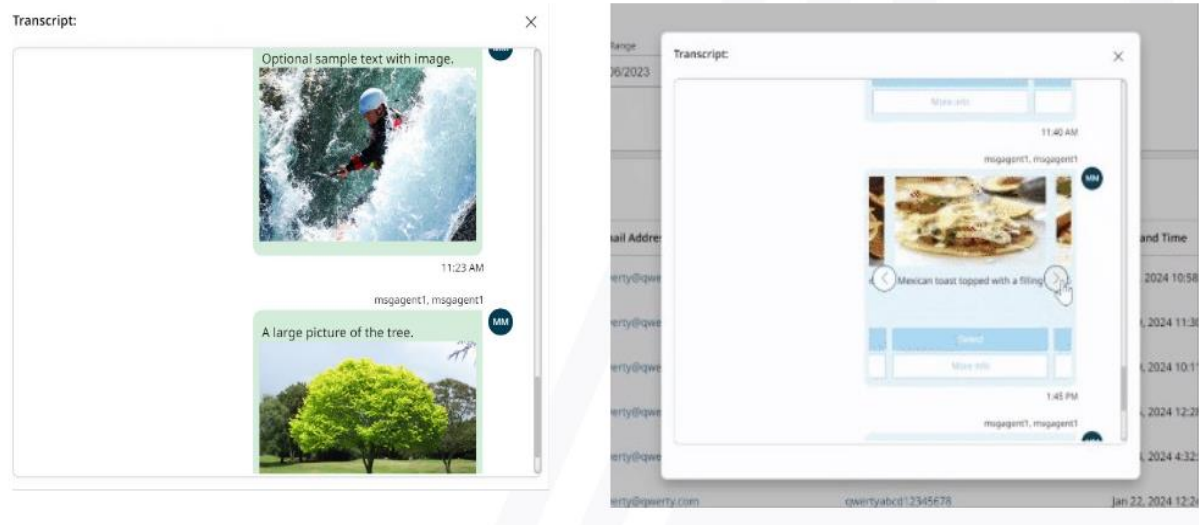 Transcript:
MM
Optional sample text with image.
11:23 AM
msgagent1, msgagent1
MM
A large picture of the tree.
Range
06/2023
Transcript:
More info
11:40 AM
msgagent1, msgagent1
MM
Mexican toast topped with a filling
Select
More info
1:45 PM
msgagent1, msgagent1
ail Addre
and Time
erty@qwe
2024 10:58
erty@qwe
, 2024 11:30
erty@qwe
, 2024 10:1
erty@qwe
, 2024 12:28
erty@qwe
, 2024 4:32:
erty@qwerty.com
qwertyabcd12345678
Jan 22, 2024 12:2